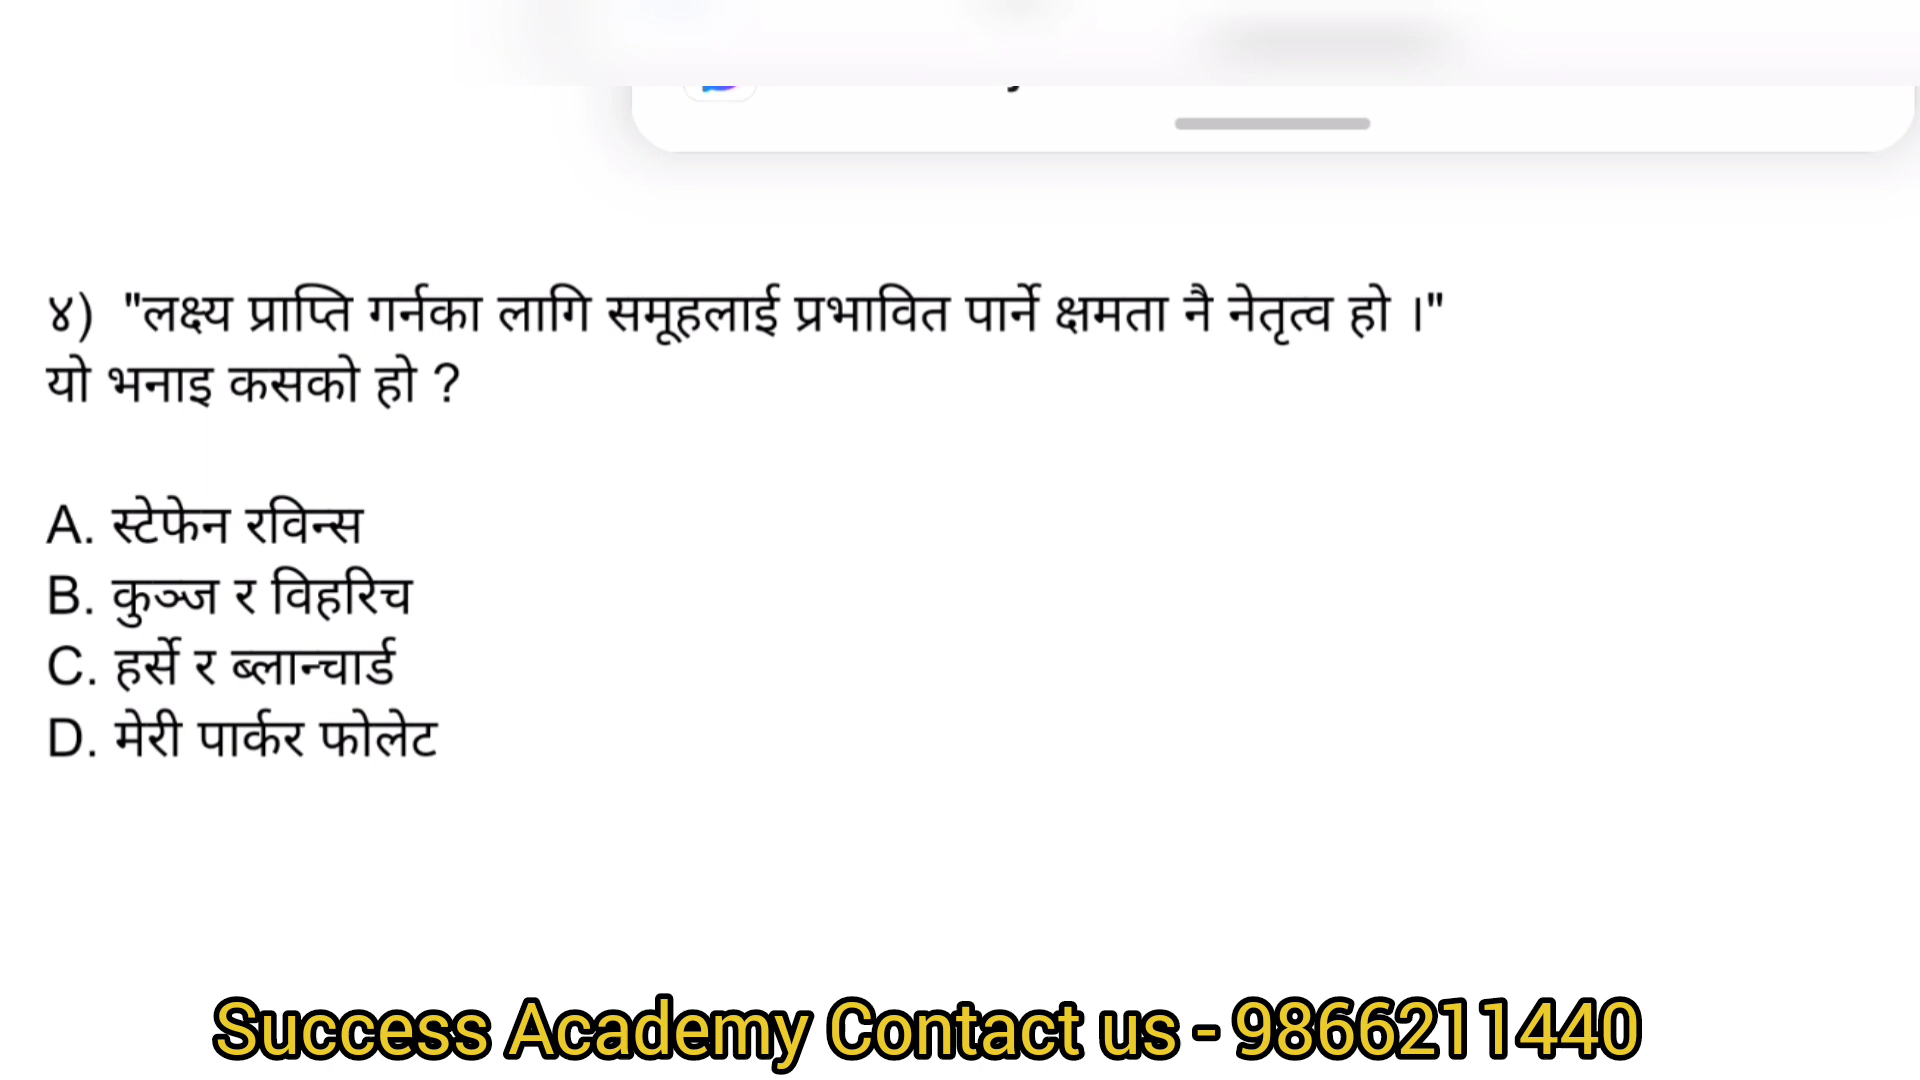 ४) "लक्ष्य प्राप्ति गर्नका लागि समूहलाई प्रभावित पार्ने क्षमता नै नेतृत्व हो ।"
यो भनाइ कसको हो ?
A. स्टेफेन रविन्स
B. कुञ्ज र विहरिच
C. हर्से र ब्लान्चार्ड
D. मेरी पार्कर फोलेट
Success Academy Contact us - 9866211440